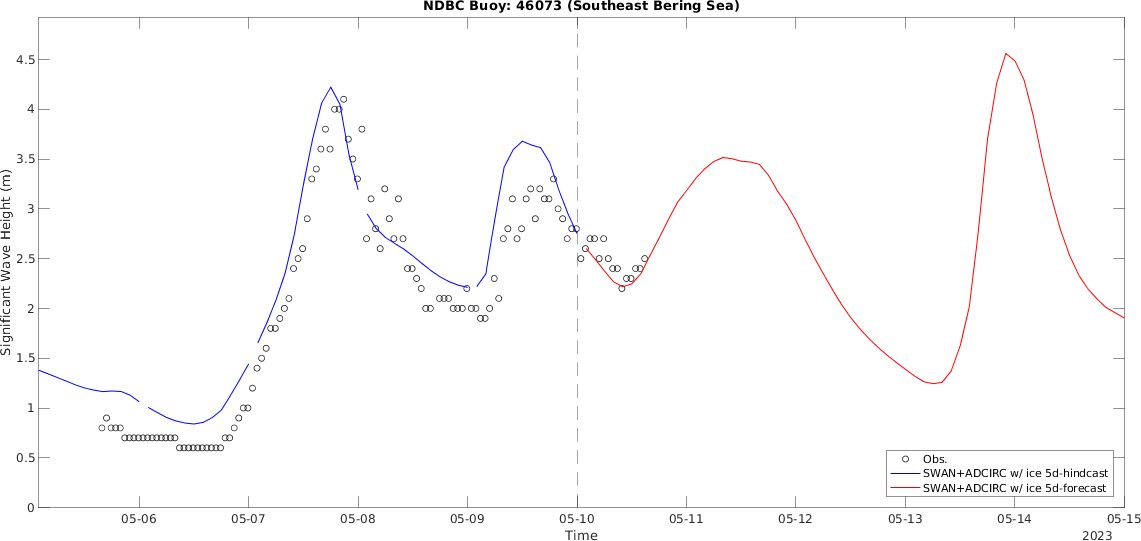 NDBC Buoy: 46073 (Southeast Bering Sea)
Significant Wave Height (m)
4.5
4
3.5
3
2.5
2
1.5
1
0.5
0
Obs.
SWAN+ADCIRC w/ ice 5d-hindcast
SWAN+ADCIRC w/ ice 5d-forecast
05-06 05-07 05-08 05-09 05-10 05-11 05-12 05-13 05-14 05-15
Time
2023